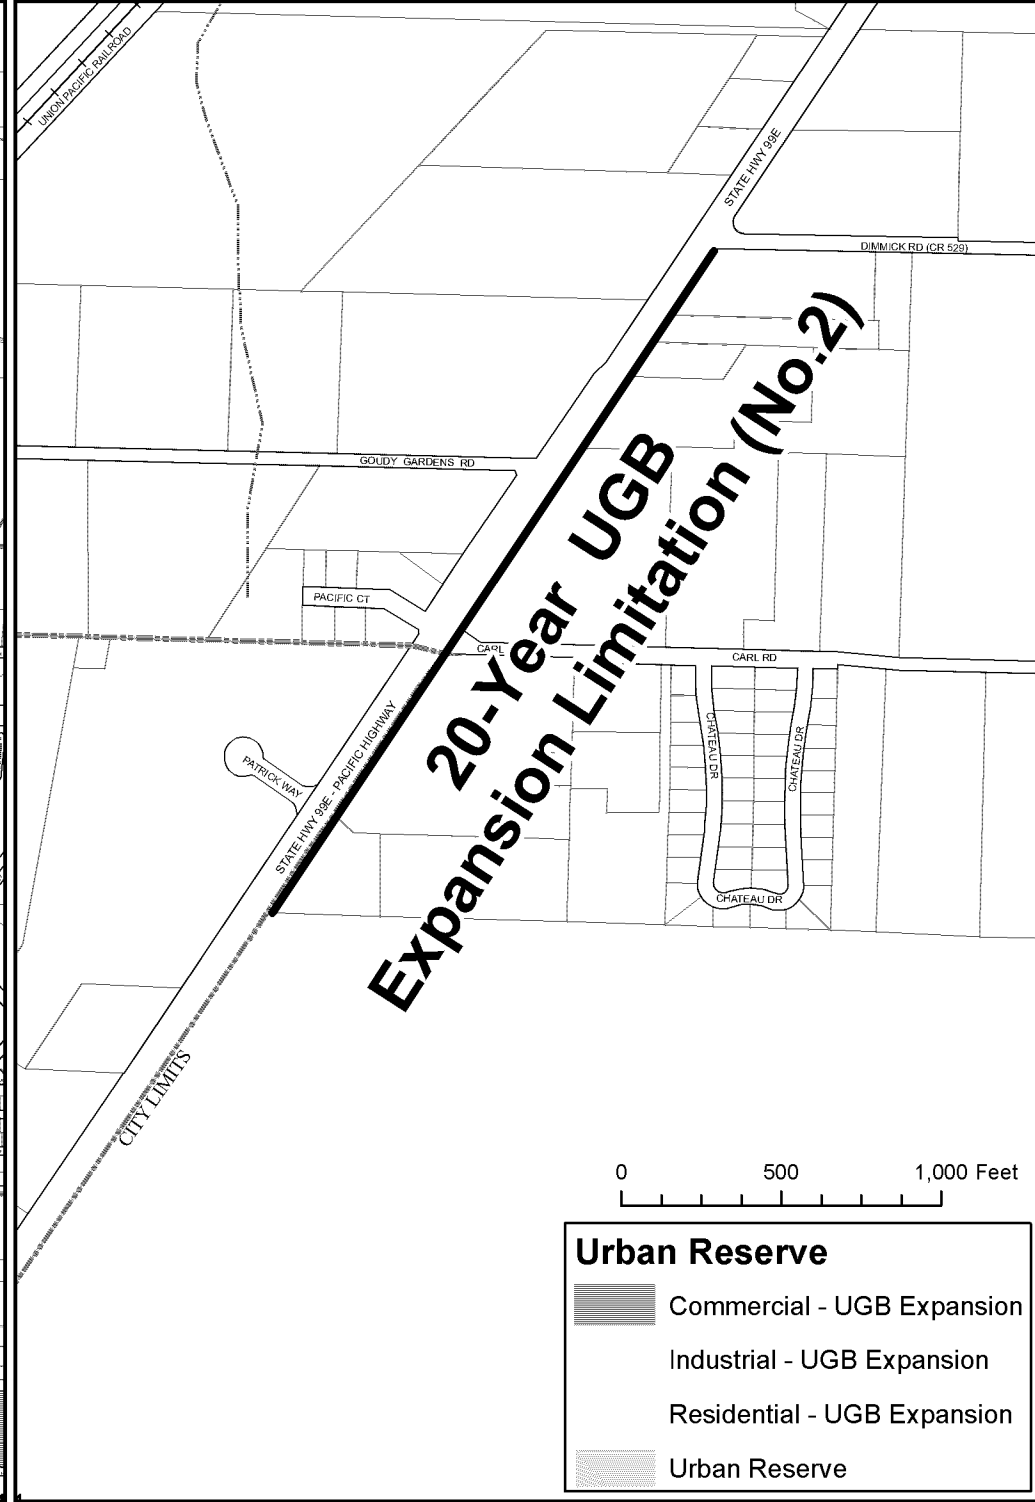 UNION PACIFIC RAILROAD
STATE HWY 99E
DIMMICK RD (CR 529)
20-Year UGB
Expansion Limitation (No.2)
GOUDY GARDENS RD
PACIFIC CT
CARL
CARL RD
CHATEAU DR
CHATEAU DR
CHATEAU DR
PATRICK WAY
STATE HWY 99E - PACIFIC HIGHWAY
CITY LIMITS
0 500 1,000 Feet
Urban Reserve
Commercial - UGB Expansion
Industrial - UGB Expansion
Residential - UGB Expansion
Urban Reserve